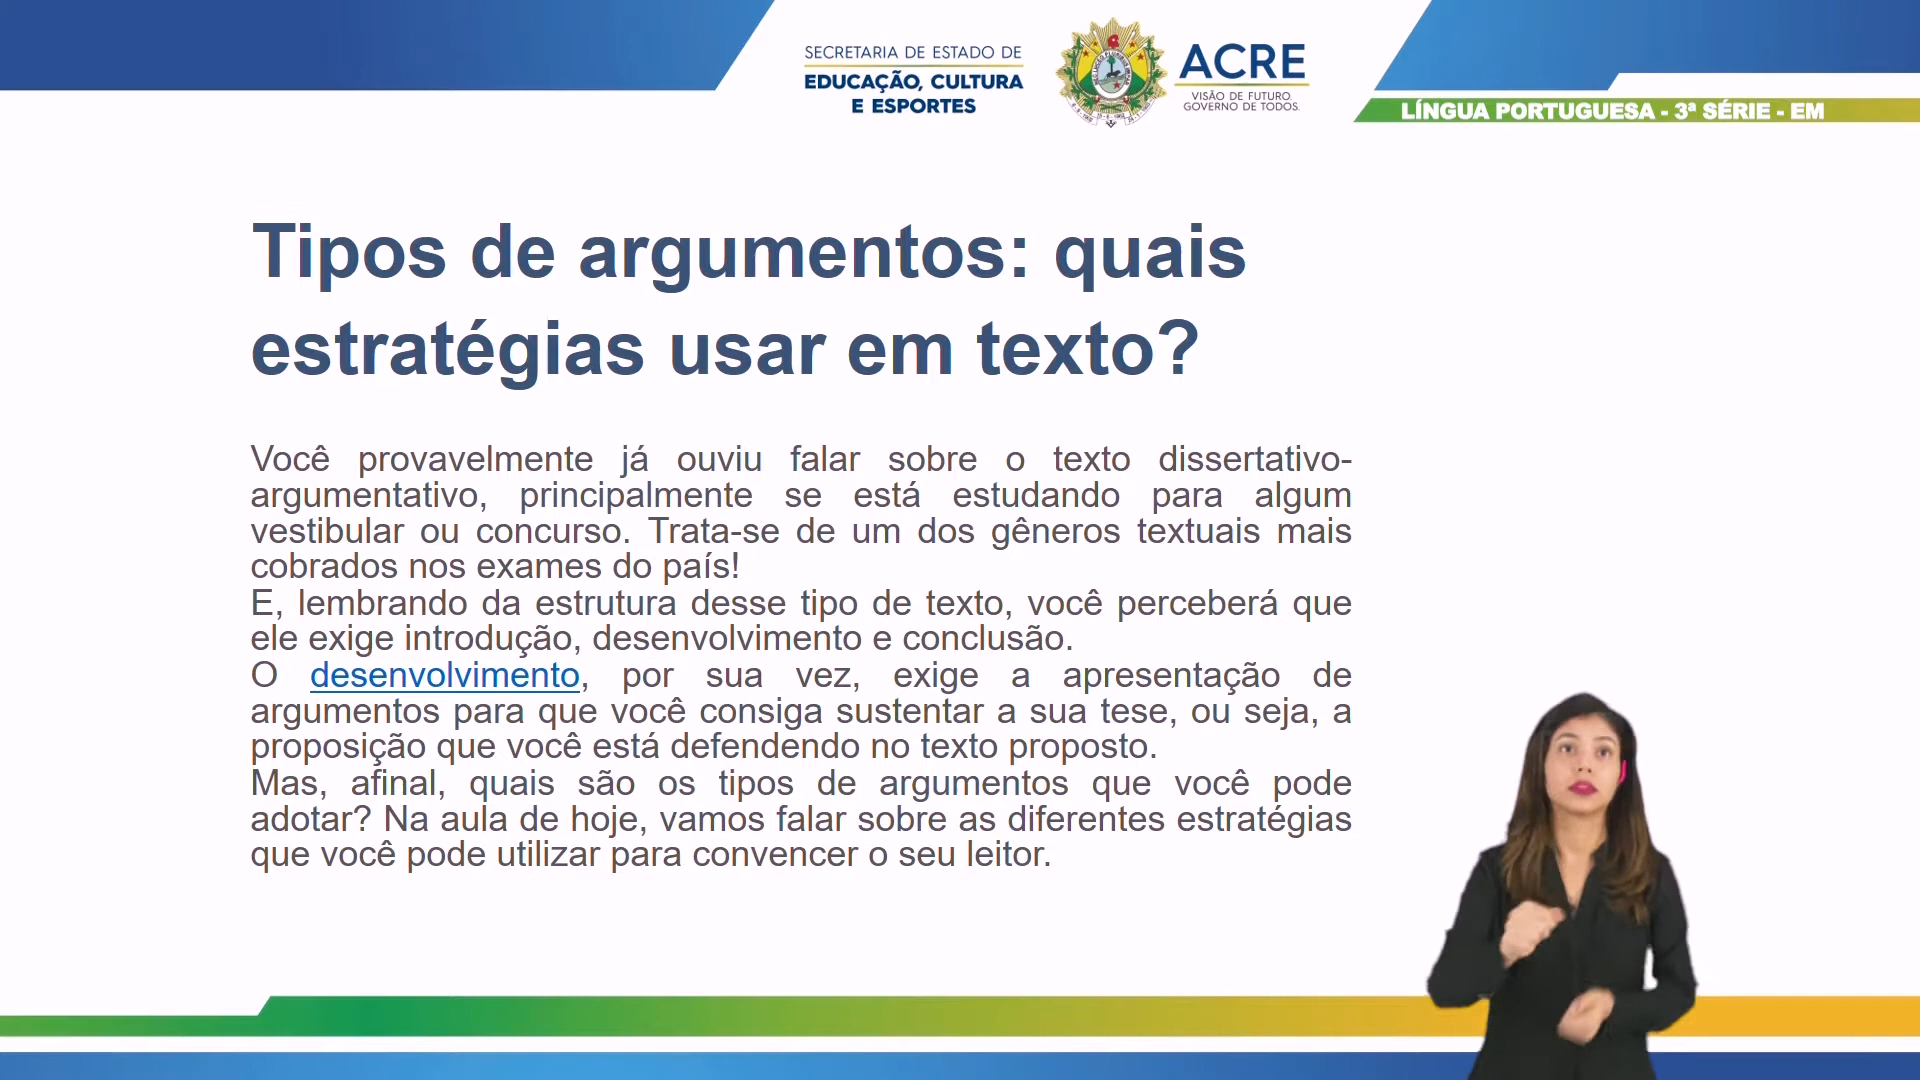 SECRETARIA DE ESTADO DE
EDUCAÇÃO, CULTURA
E ESPORTES
ACRE
VISÃO DE FUTURO.
GOVERNO DE TODOS.
LÍNGUA PORTUGUESA - 3ª SÉRIE - EM
Tipos de argumentos: quais
estratégias usar em texto?
Você provavelmente já ouviu falar sobre o texto dissertativo-
argumentativo, principalmente se está estudando para algum
vestibular ou concurso. Trata-se de um dos gêneros textuais mais
cobrados nos exames do país!
E, lembrando da estrutura desse tipo de texto, você perceberá que
ele exige introdução, desenvolvimento e conclusão.
O desenvolvimento, por sua vez, exige a apresentação de
argumentos para que você consiga sustentar a sua tese, ou seja, a
proposição que você está defendendo no texto proposto.
Mas, afinal, quais são os tipos de argumentos que você pode
adotar? Na aula de hoje, vamos falar sobre as diferentes estratégias
que você pode utilizar para convencer o seu leitor.